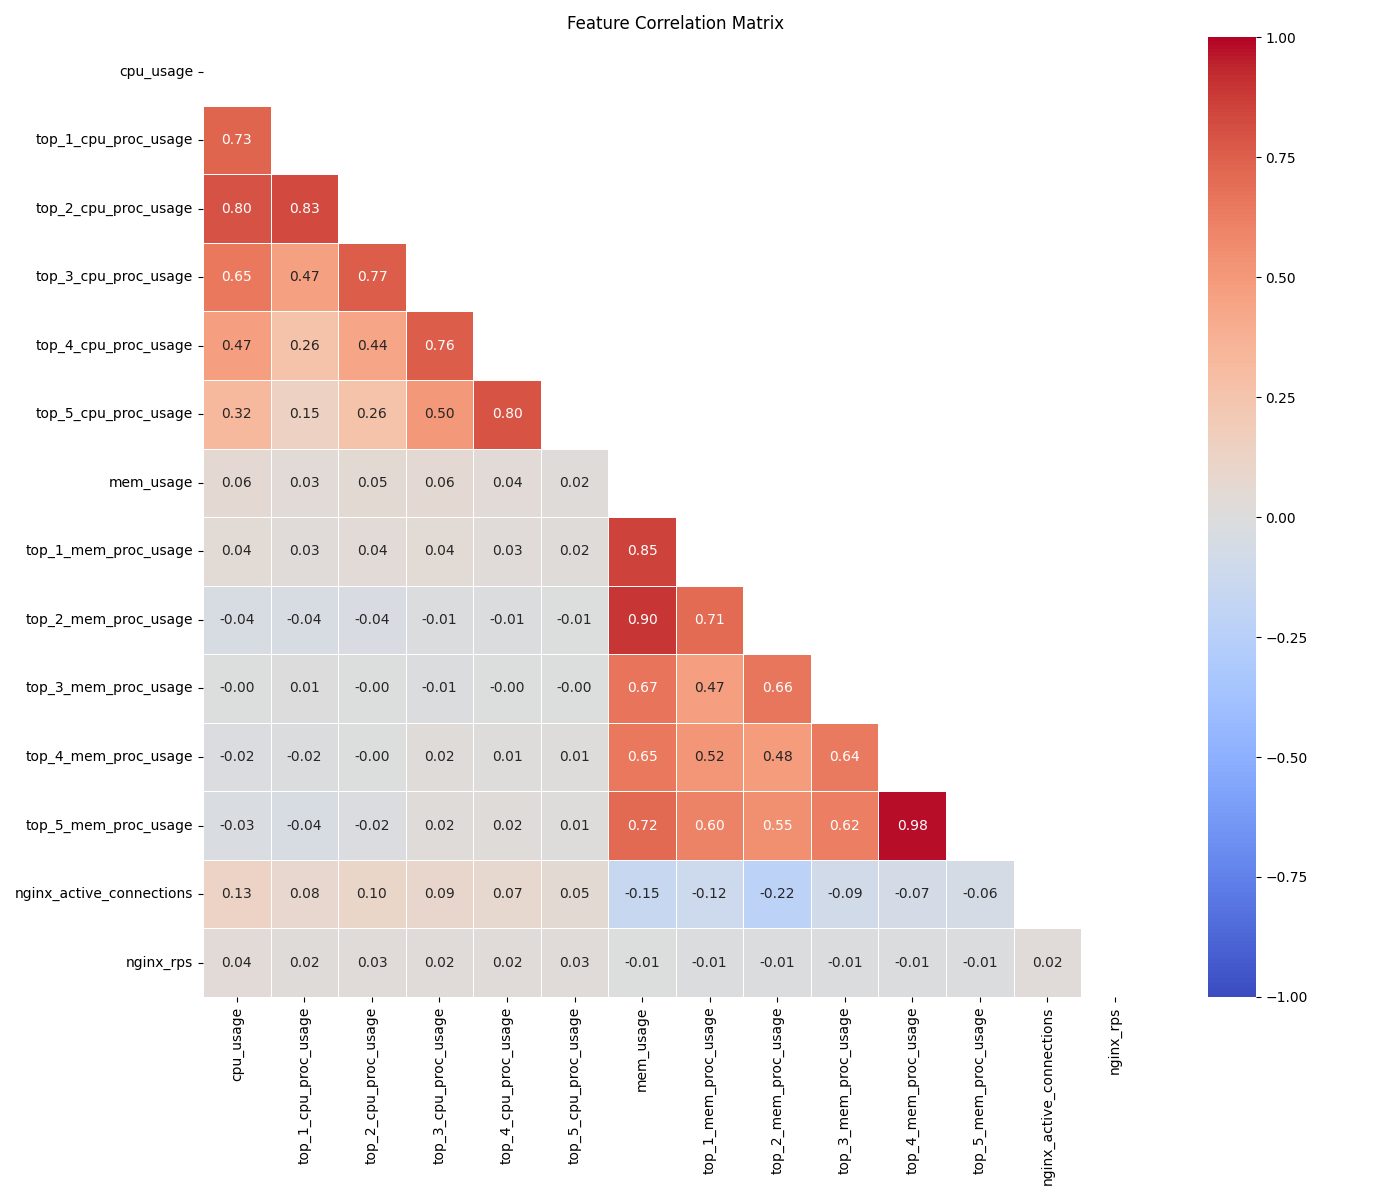 Feature Correlation Matrix
cpu_usage
top_1_cpu_proc_usage 0.73
top_2_cpu_proc_usage 0.80 0.83
top_3_cpu_proc_usage 0.65 0.47 0.77
top_4_cpu_proc_usage 0.47 0.26 0.44 0.76
top_5_cpu_proc_usage 0.32 0.15 0.26 0.50 0.80
mem_usage 0.06 0.03 0.05 0.06 0.04 0.02
top_1_mem_proc_usage 0.04 0.03 0.04 0.04 0.03 0.02 0.85
top_2_mem_proc_usage -0.04 -0.04 -0.04 -0.01 -0.01 -0.01 0.90 0.71
top_3_mem_proc_usage -0.00 0.01 -0.00 -0.01 -0.00 -0.00 0.67 0.47 0.66
top_4_mem_proc_usage -0.02 -0.02 -0.00 0.02 0.01 0.01 0.65 0.52 0.48 0.64
top_5_mem_proc_usage -0.03 -0.04 -0.02 0.02 0.02 0.01 0.72 0.60 0.55 0.62 0.98
nginx_active_connections 0.13 0.08 0.10 0.09 0.07 0.05 -0.15 -0.12 -0.22 -0.09 -0.07 -0.06
nginx_rps 0.04 0.02 0.03 0.02 0.02 0.03 -0.01 -0.01 -0.01 -0.01 -0.01 -0.01 0.02
cpu_usage
top_1_cpu_proc_usage
top_2_cpu_proc_usage
top_3_cpu_proc_usage
top_4_cpu_proc_usage
top_5_cpu_proc_usage
mem_usage
top_1_mem_proc_usage
top_2_mem_proc_usage
top_3_mem_proc_usage
top_4_mem_proc_usage
top_5_mem_proc_usage
nginx_active_connections
nginx_rps
1.00
0.75
0.50
0.25
0.00
−0.25
−0.50
−0.75
−1.00